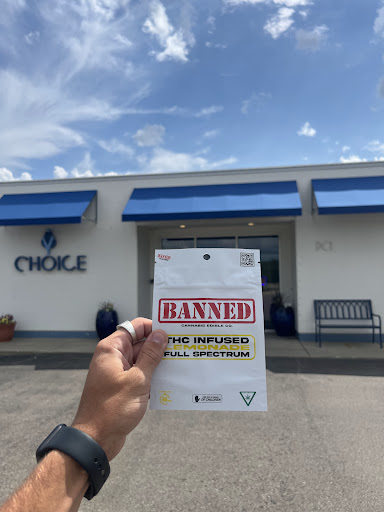 CHOICE
BANNED
CANNABIS EDIBLE CO.
THC INFUSED
LEMONADE
FULL SPECTRUM